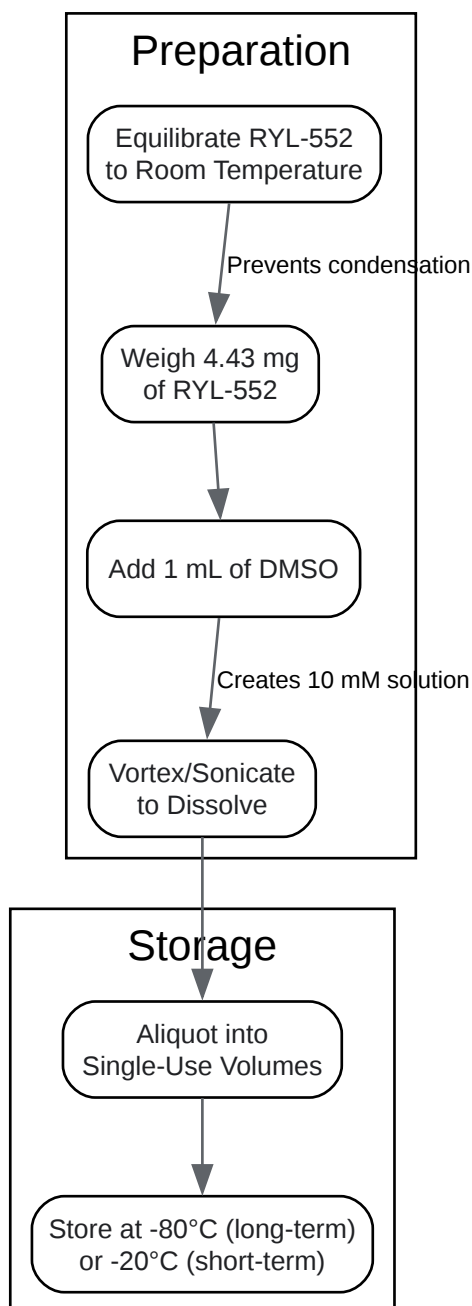 Preparation
Equilibrate RYL-552
to Room Temperature
Prevents condensation
Weigh 4.43 mg
of RYL-552
Add 1 mL of DMSO
Creates 10 mM solution
Vortex/Sonicate
to Dissolve
Storage
Aliquot into
Single-Use Volumes
Store at -80°C (long-term)
or -20°C (short-term)